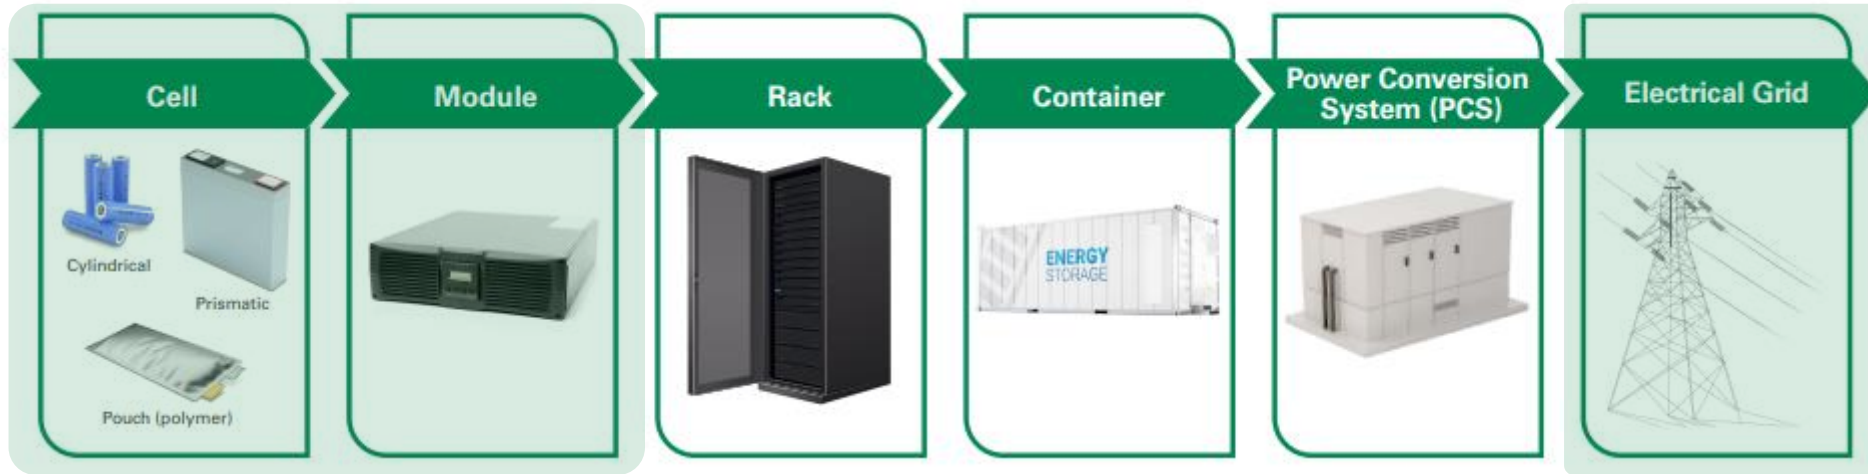 Cell
Module
Rack
Container
Power Conversion
System (PCS)
Electrical Grid
Cylindrical
Prismatic
Pouch (polymer)
ENERGY
STORAGE